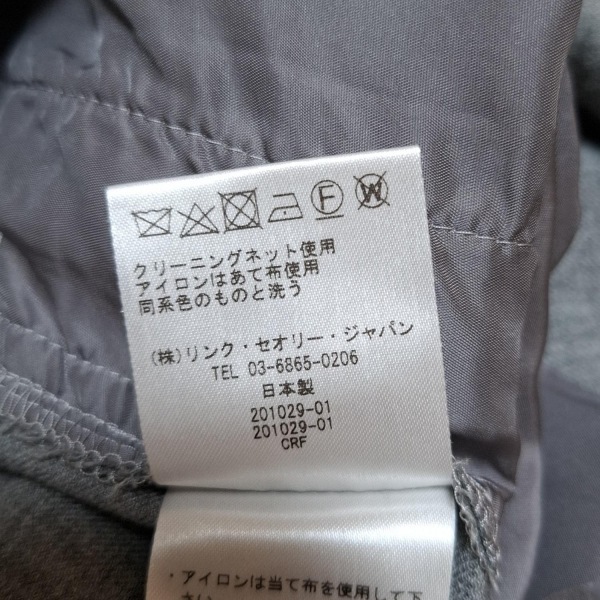 F W
クリーニングネット使用
アイロンはあて布使用
同系色のものと洗う
(株)リンク・セオリー・ジャパン
TEL 03-6865-0206
日本製
201029-01
201029-01
CRF
・アイロンは当て布を使用して下
さい。